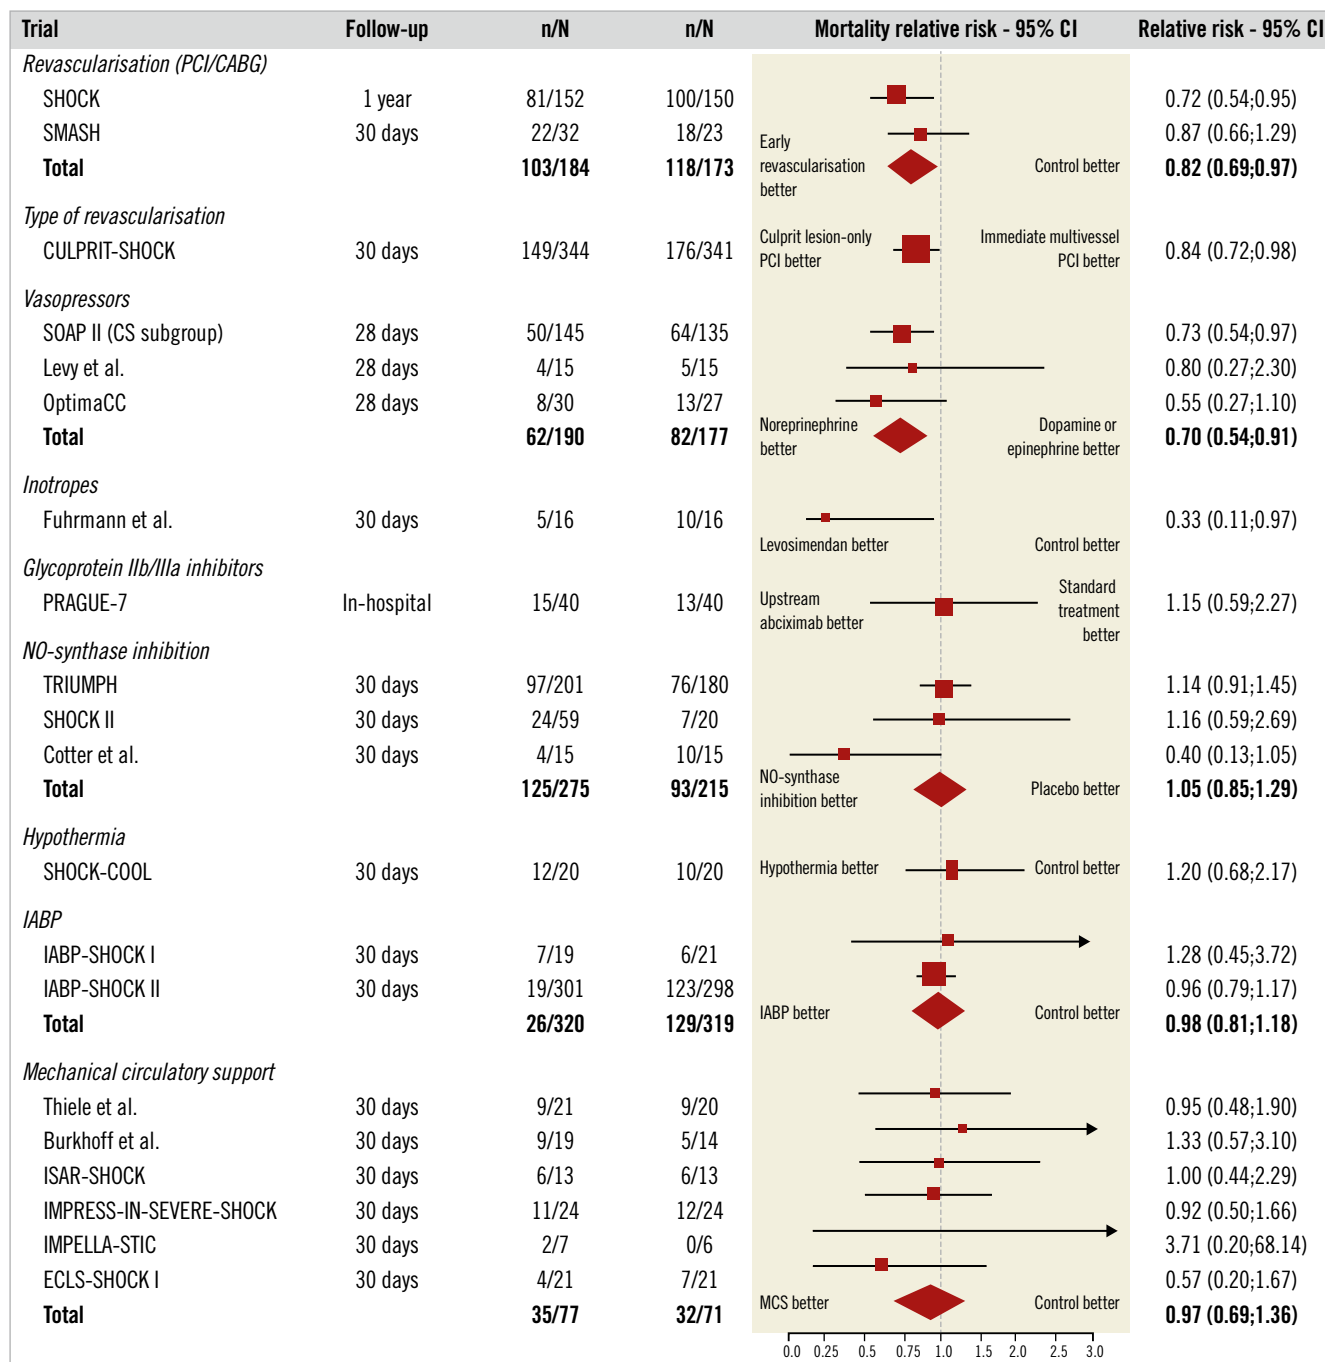 Trial Follow-up n/N n/N Mortality relative risk - 95% CI Relative risk - 95% CI
Revascularisation (PCI/CABG)
SHOCK 1 year 81/152 100/150 0.72 (0.54;0.95)
SMASH 30 days 22/32 18/23 0.87 (0.66;1.29)
Early
revascularisation
better
Control better
Total 103/184 118/173 0.82 (0.69;0.97)
Type of revascularisation
Culprit lesion-only
PCI better
Immediate multivessel
PCI better
CULPRIT-SHOCK 30 days 149/344 176/341 0.84 (0.72;0.98)
Vasopressors
SOAP II (CS subgroup) 28 days 50/145 64/135 0.73 (0.54;0.97)
Levy et al. 28 days 4/15 5/15 0.80 (0.27;2.30)
OptimaCC 28 days 8/30 13/27 0.55 (0.27;1.10)
Noreprinephrine
better
Dopamine or
epinephrine better
Total 62/190 82/177 0.70 (0.54;0.91)
Inotropes
Fuhrmann et al. 30 days 5/16 10/16 0.33 (0.11;0.97)
Levosimendan better Control better
Glycoprotein IIb/IIIa inhibitors
PRAGUE-7 In-hospital 15/40 13/40 1.15 (0.59;2.27)
Upstream
abciximab better
Standard
treatment
better
NO-synthase inhibition
TRIUMPH 30 days 97/201 76/180 1.14 (0.91;1.45)
SHOCK II 30 days 24/59 7/20 1.16 (0.59;2.69)
Cotter et al. 30 days 4/15 10/15 0.40 (0.13;1.05)
NO-synthase
inhibition better
Placebo better
Total 125/275 93/215 1.05 (0.85;1.29)
Hypothermia
SHOCK-COOL 30 days 12/20 10/20 Hypothermia better Control better 1.20 (0.68;2.17)
IABP
IABP-SHOCK I 30 days 7/19 6/21 1.28 (0.45;3.72)
IABP-SHOCK II 30 days 19/301 123/298 0.96 (0.79;1.17)
Total 26/320 129/319 IABP better Control better 0.98 (0.81;1.18)
Mechanical circulatory support
Thiele et al. 30 days 9/21 9/20 0.95 (0.48;1.90)
Burkhoff et al. 30 days 9/19 5/14 1.33 (0.57;3.10)
ISAR-SHOCK 30 days 6/13 6/13 1.00 (0.44;2.29)
IMPRESS-IN-SEVERE-SHOCK 30 days 11/24 12/24 0.92 (0.50;1.66)
IMPELLA-STIC 30 days 2/7 0/6 3.71 (0.20;68.14)
ECLS-SHOCK I 30 days 4/21 7/21 0.57 (0.20;1.67)
Total 35/77 32/71 MCS better Control better 0.97 (0.69;1.36)
0.0 0.25 0.5 0.75 1.0 1.5 2.0 2.5 3.0